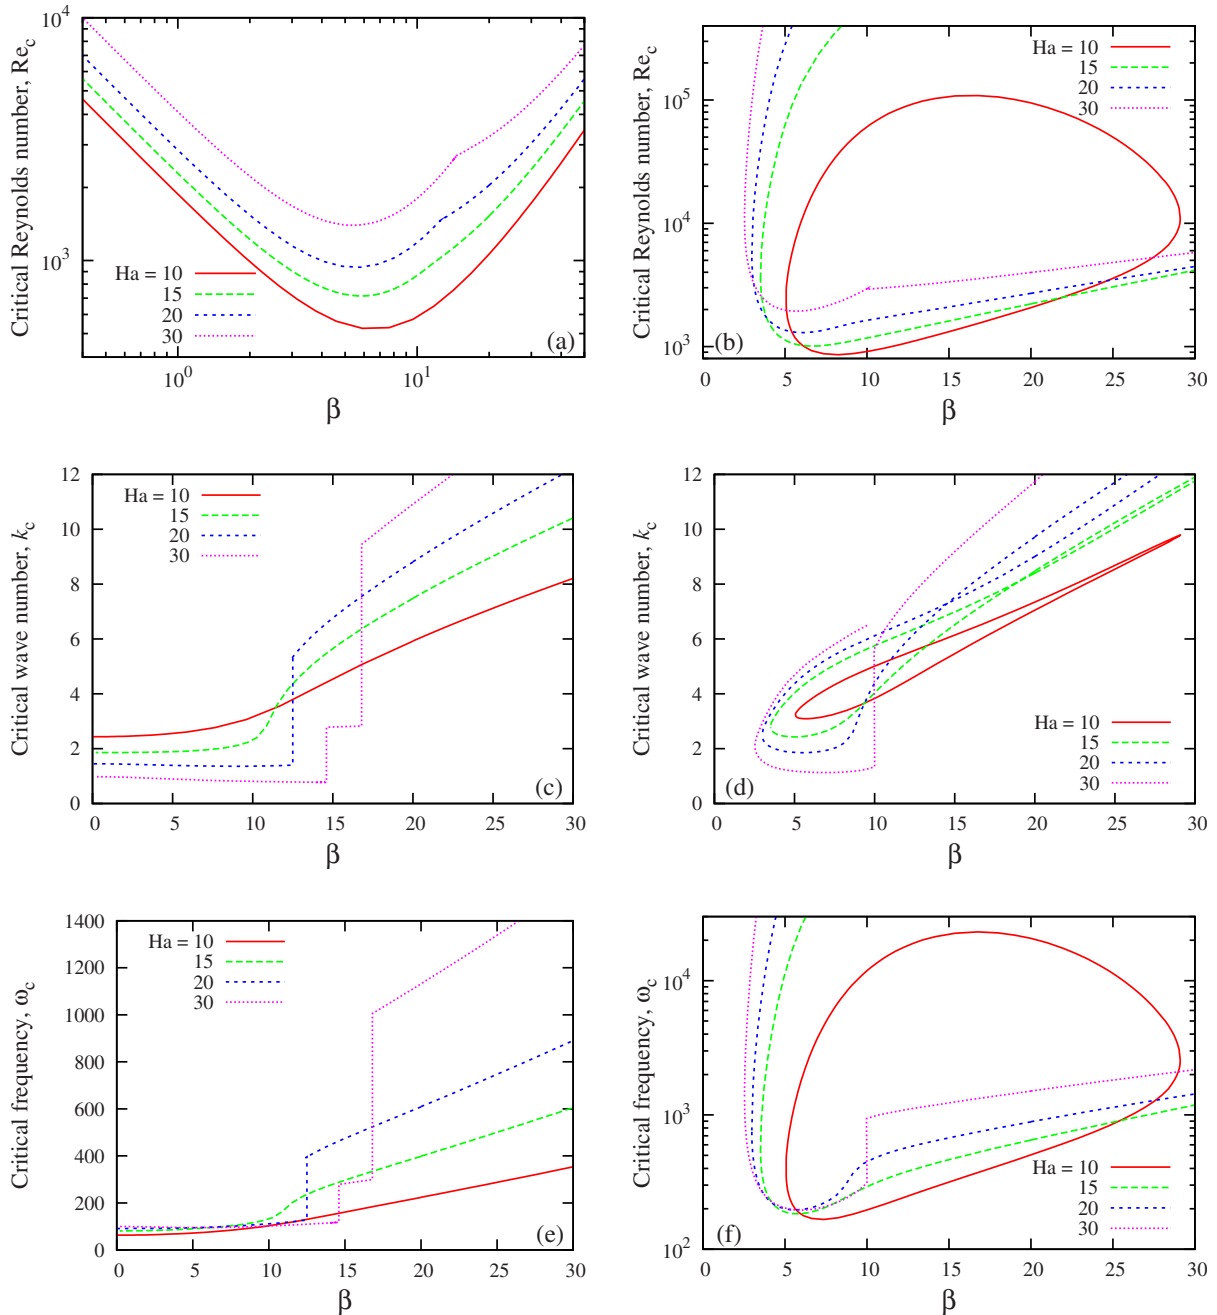 Critical Reynolds number, Re_c
10^4
10^3
Ha = 10
15
20
30
(a)
10^0
10^1
β
Critical Reynolds number, Re_c
10^5
10^4
10^3
Ha = 10
15
20
30
(b)
0 5 10 15 20 25 30
β
Critical wave number, k_c
12
10
8
6
4
2
0
Ha = 10
15
20
30
(c)
0 5 10 15 20 25 30
β
Critical wave number, k_c
12
10
8
6
4
2
0
Ha = 10
15
20
30
(d)
0 5 10 15 20 25 30
β
Critical frequency, ω_c
1400
1200
1000
800
600
400
200
0
Ha = 10
15
20
30
(e)
0 5 10 15 20 25 30
β
Critical frequency, ω_c
10^4
10^3
10^2
Ha = 10
15
20
30
(f)
0 5 10 15 20 25 30
β